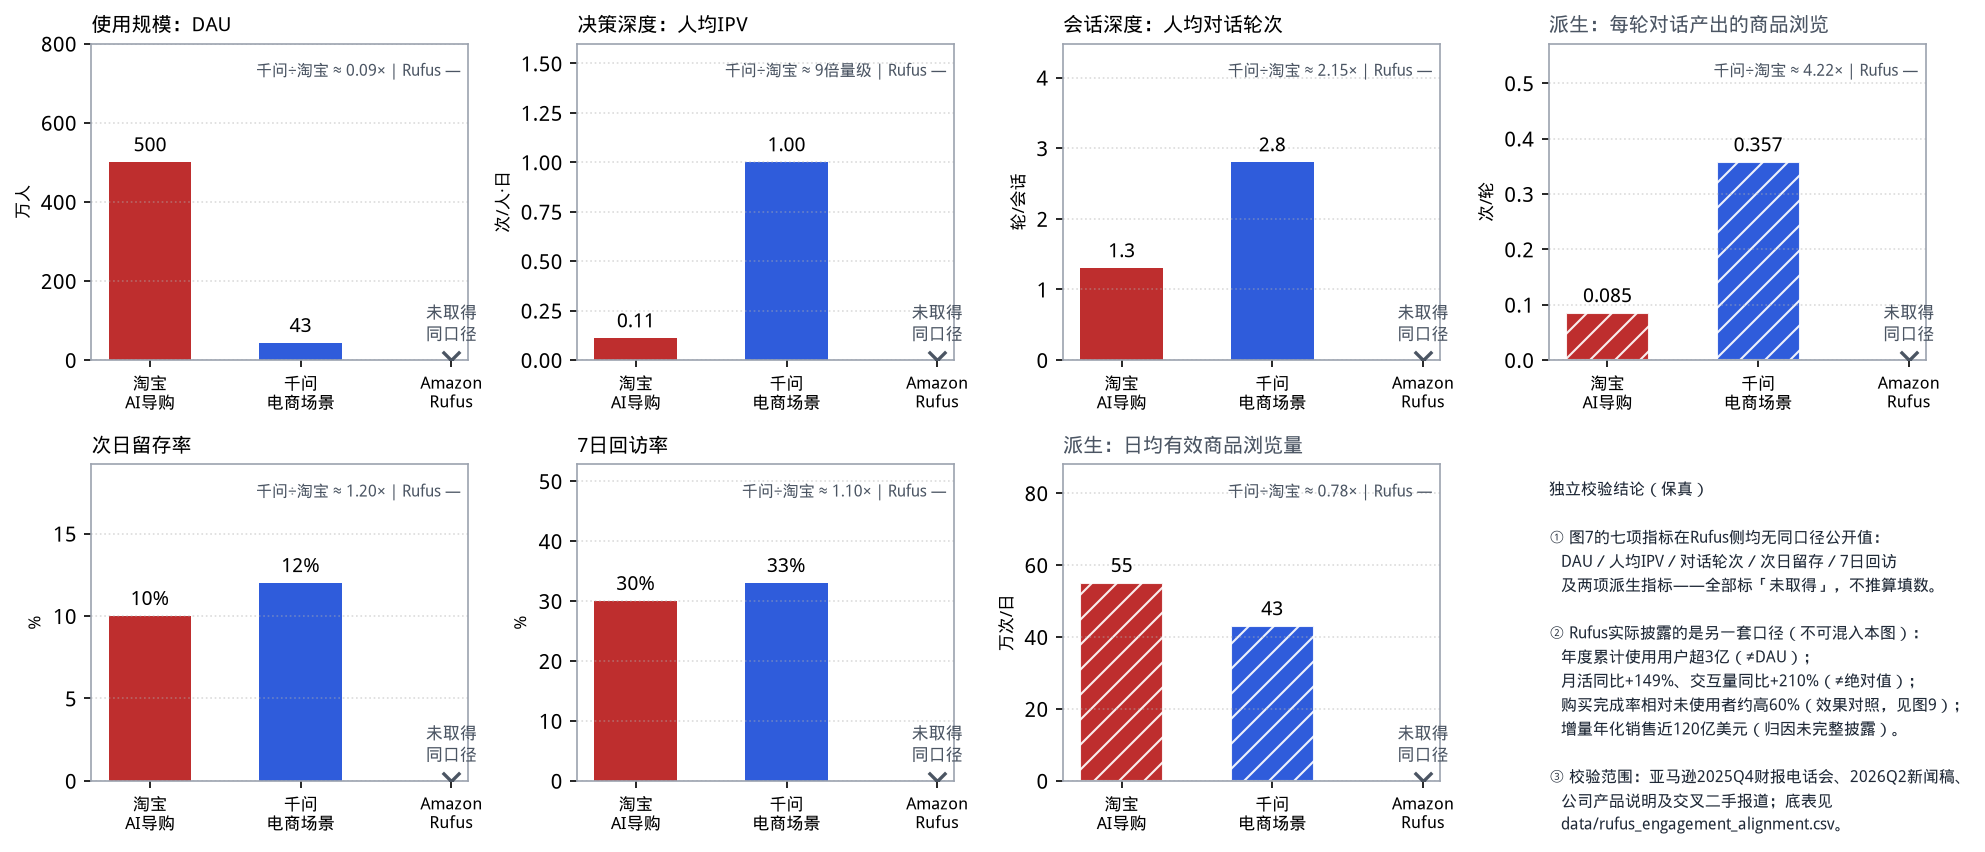 使用规模：DAU
800
600
400
200
0
万人
千问÷淘宝 ≈ 0.09× | Rufus —
500
43
未取得
同口径
淘宝
AI导购
千问
电商场景
Amazon
Rufus
决策深度：人均IPV
1.50
1.25
1.00
0.75
0.50
0.25
0.00
次/人·日
千问÷淘宝 ≈ 9倍量级 | Rufus —
0.11
1.00
未取得
同口径
淘宝
AI导购
千问
电商场景
Amazon
Rufus
会话深度：人均对话轮次
4
3
2
1
0
轮/会话
千问÷淘宝 ≈ 2.15× | Rufus —
1.3
2.8
未取得
同口径
淘宝
AI导购
千问
电商场景
Amazon
Rufus
派生：每轮对话产出的商品浏览
0.5
0.4
0.3
0.2
0.1
0.0
次/轮
千问÷淘宝 ≈ 4.22× | Rufus —
0.085
0.357
未取得
同口径
淘宝
AI导购
千问
电商场景
Amazon
Rufus
次日留存率
15
10
5
0
%
千问÷淘宝 ≈ 1.20× | Rufus —
10%
12%
未取得
同口径
淘宝
AI导购
千问
电商场景
Amazon
Rufus
7日回访率
50
40
30
20
10
0
%
千问÷淘宝 ≈ 1.10× | Rufus —
30%
33%
未取得
同口径
淘宝
AI导购
千问
电商场景
Amazon
Rufus
派生：日均有效商品浏览量
80
60
40
20
0
万次/日
千问÷淘宝 ≈ 0.78× | Rufus —
55
43
未取得
同口径
淘宝
AI导购
千问
电商场景
Amazon
Rufus
独立校验结论（保真）
① 图7的七项指标在Rufus侧均无同口径公开值：
DAU / 人均IPV / 对话轮次 / 次日留存 / 7日回访
及两项派生指标——全部标「未取得」，不推算填数。
② Rufus实际披露的是另一套口径（不可混入本图）：
年度累计使用用户超3亿（≠DAU）；
月活同比+149%、交互量同比+210%（≠绝对值）；
购买完成率相对未使用者约高60%（效果对照，见图9）；
增量年化销售近120亿美元（归因未完整披露）。
③ 校验范围：亚马逊2025Q4财报电话会、2026Q2新闻稿、
公司产品说明及交叉二手报道；底表见
data/rufus_engagement_alignment.csv。